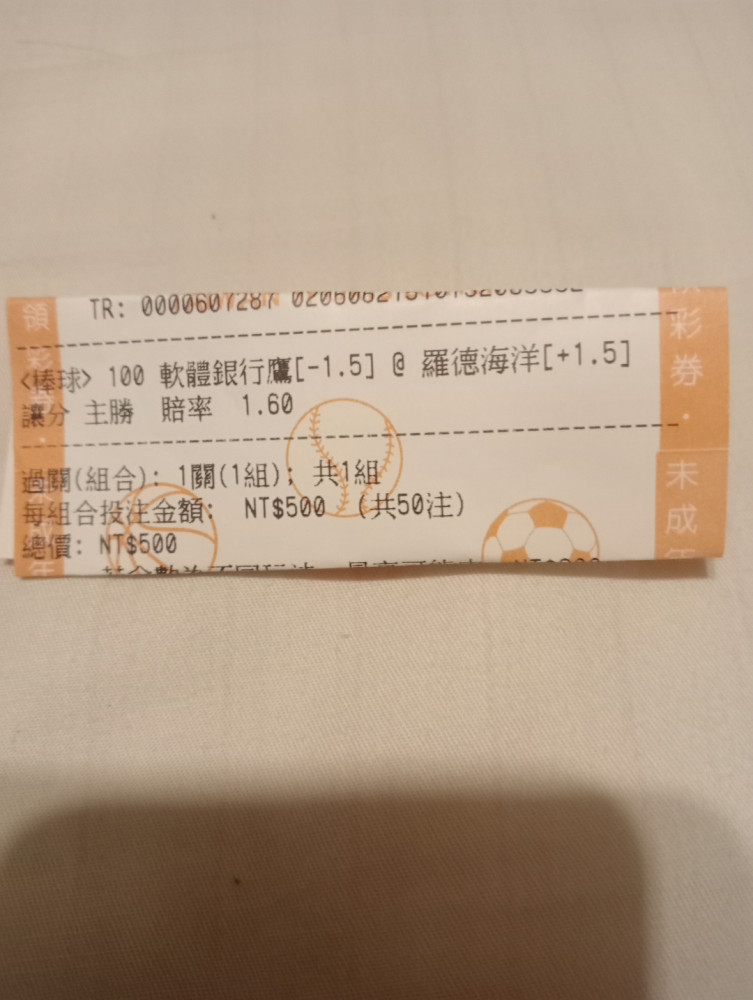 TR: 0000607287
<棒球> 100 軟體銀行鷹[-1.5] @ 羅德海洋[+1.5]
讓分 主勝 賠率 1.60
過關(組合): 1關(1組); 共1組
每組合投注金額: NT$500 (共50注)
總價: NT$500
領
彩券．
未成年